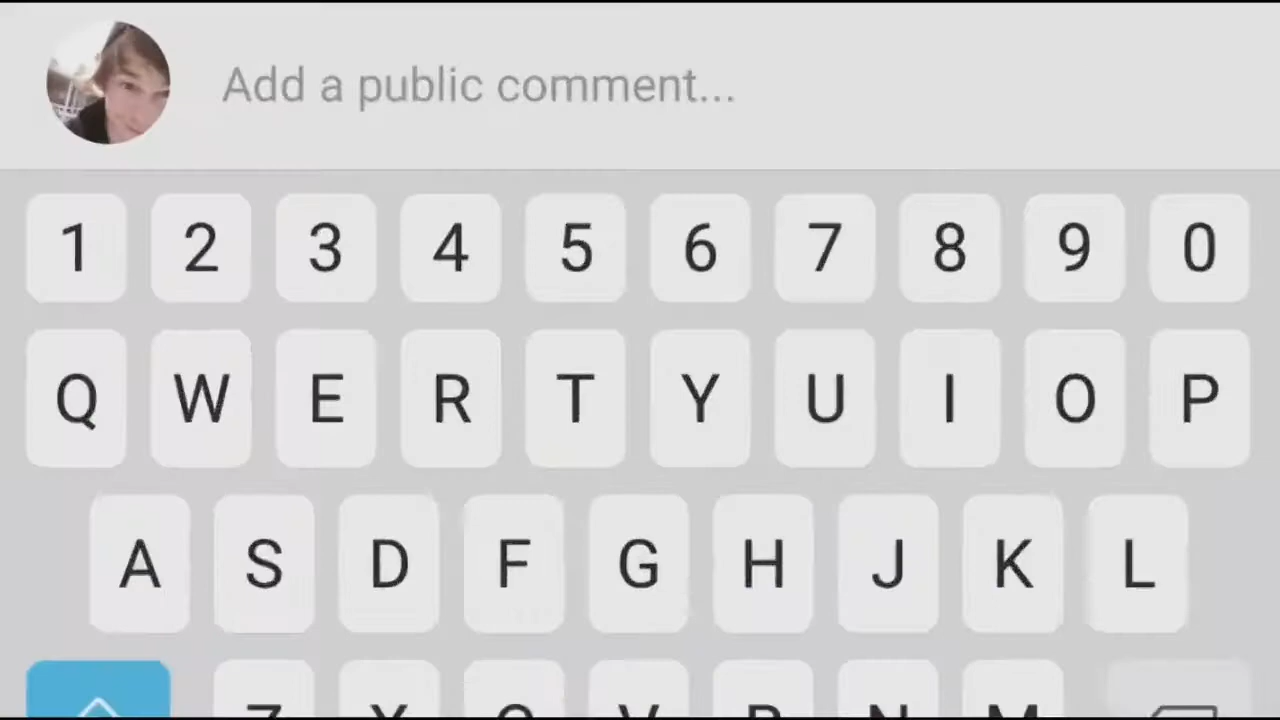 Add a public comment...
1 2 3 4 5 6 7 8 9 0
Q W E R T Y U I O P
A S D F G H J K L
Z X C V B N M